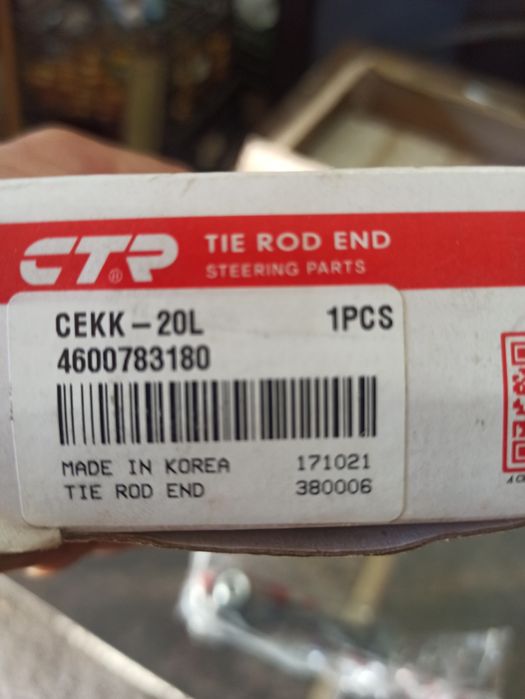 CTR® TIE ROD END
STEERING PARTS
CEKK-20L 1PCS
4600783180
MADE IN KOREA 171021
TIE ROD END 380006